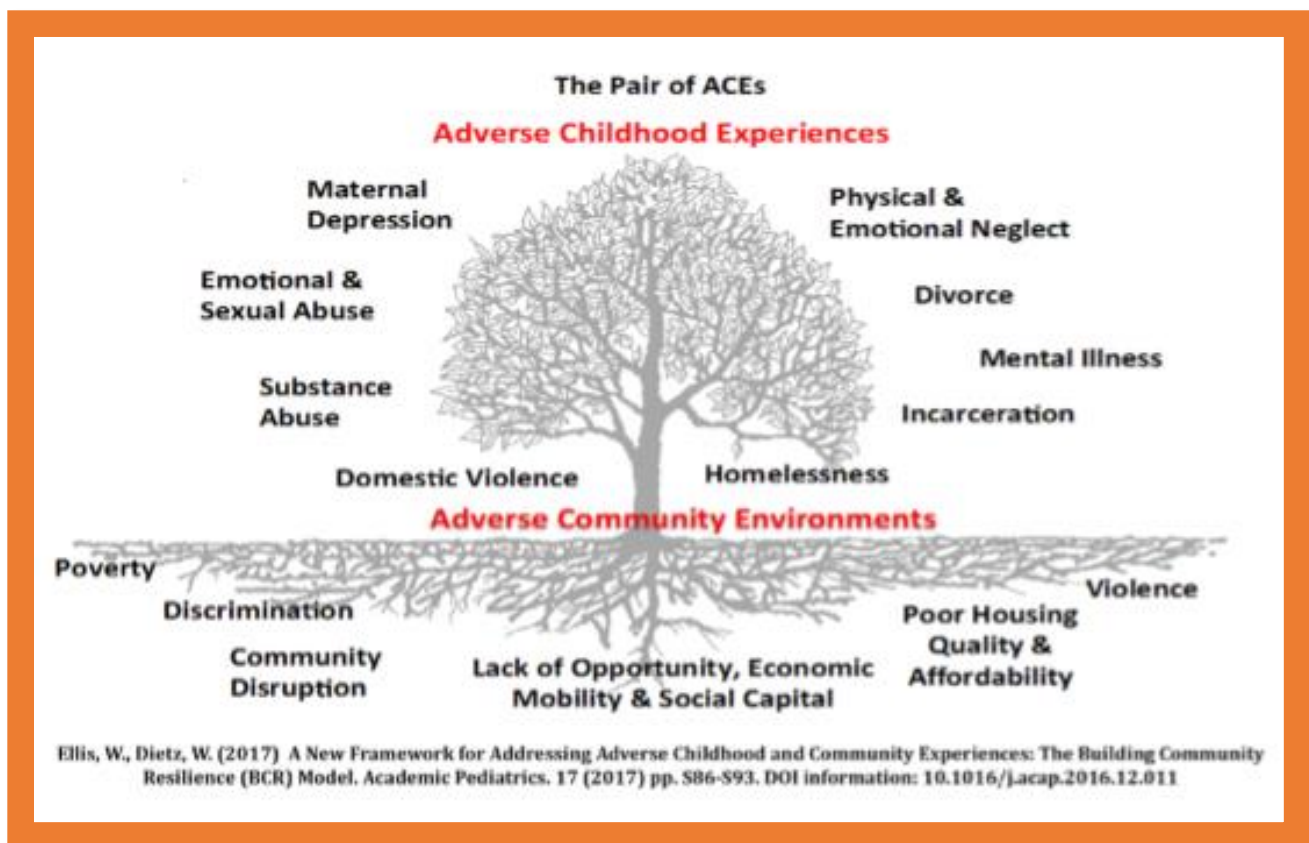 The Pair of ACEs
Adverse Childhood Experiences
Maternal
Depression
Physical &
Emotional Neglect
Emotional &
Sexual Abuse
Divorce
Mental Illness
Substance
Abuse
Incarceration
Domestic Violence
Homelessness
Adverse Community Environments
Poverty
Violence
Discrimination
Poor Housing
Quality &
Affordability
Community
Disruption
Lack of Opportunity, Economic
Mobility & Social Capital
Ellis, W., Dietz, W. (2017) A New Framework for Addressing Adverse Childhood and Community Experiences: The Building Community
Resilience (BCR) Model. Academic Pediatrics. 17 (2017) pp. S86-S93. DOI information: 10.1016/j.acap.2016.12.011